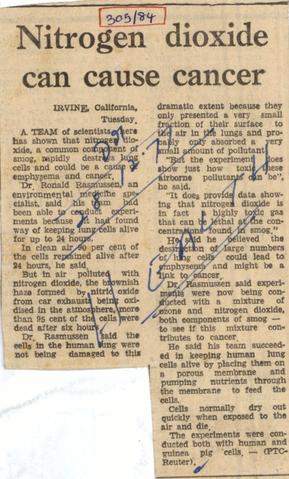 305/84
Nitrogen dioxide
can cause cancer
IRVING, California,
Tuesday.
A TEAM of scientists here
has shown that nitrogen dio-
xide, a common component of
smog, rapidly destroys lung
cells and could be a cause of
emphysema and cancer.
Dr. Ronald Rasmussen, an
environmental medicine spe-
cialist, said his team had
been able to conduct
experiments because it had found
way of keeping lung cells alive
for up to 24 hours.
In clean air 60 per cent of
the cells remained alive after
24 hours, he said.
But in air polluted with
nitrogen dioxide, the brownish
haze formed by nitric oxide
from car exhaust being oxi-
dised in the atmosphere, more
than 95 cent of the cells were
dead after six hours.
Dr. Rasmussen said the
cells in the human lung were
not being damaged to this
dramatic extent because they
only presented a very small
fraction of their surface to
the air in the lungs and pro-
bably only absorbed a
small amount of pollutant.
"But the experiment does
show just how toxic these
airborne pollutants can be",
he said.
"It does provide data show-
ing that nitrogen dioxide is
in fact a highly toxic gas
that can be lethal at the con-
centrations found in smog,"
He believed the
destruction of large numbers
of lung cells could lead to
emphysema and might be a
link to cancer.
Dr. Rasmussen said experi-
ments were now being con-
ducted with a mixture of
ozone and nitrogen dioxide,
both components of smog —
to see if this mixture con-
tributes to cancer.
He said his team succeed-
ed in keeping human lung
cells alive by placing them on
a porous membrane and
pumping nutrients through
the membrane to feed the
cells.
Cells normally dry out
quickly when exposed to the
air and die.
The experiments were con-
ducted both with human and
guinea pig cells. — (PTC-
Reuter).